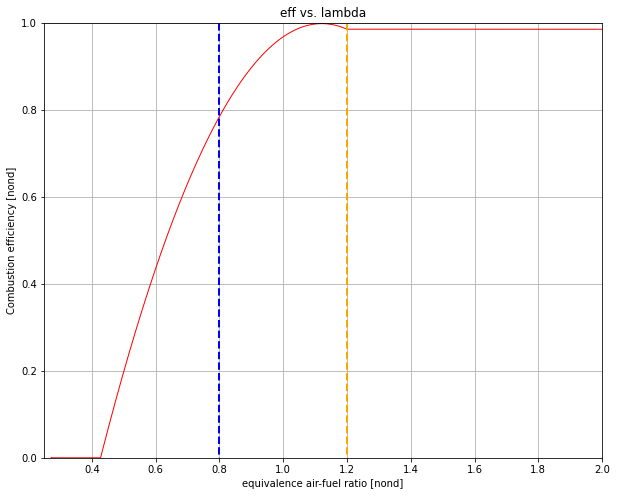 eff vs. lambda
1.0
0.8
0.6
0.4
0.2
0.0
Combustion efficiency [nond]
0.4 0.6 0.8 1.0 1.2 1.4 1.6 1.8 2.0
equivalence air-fuel ratio [nond]